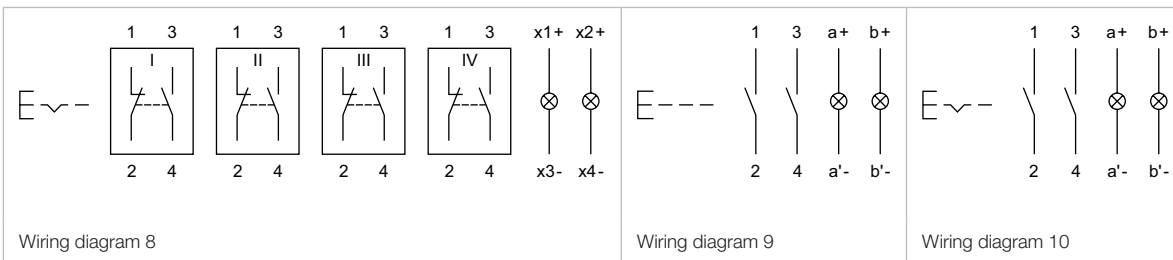 1 3 1 3 1 3 1 3 x1+ x2+ 1 3 a+ b+ 1 3 a+ b+
I II III IV
2 4 2 4 2 4 2 4 x3- x4- 2 4 a'- b'- 2 4 a'- b'-
Wiring diagram 8
Wiring diagram 9
Wiring diagram 10